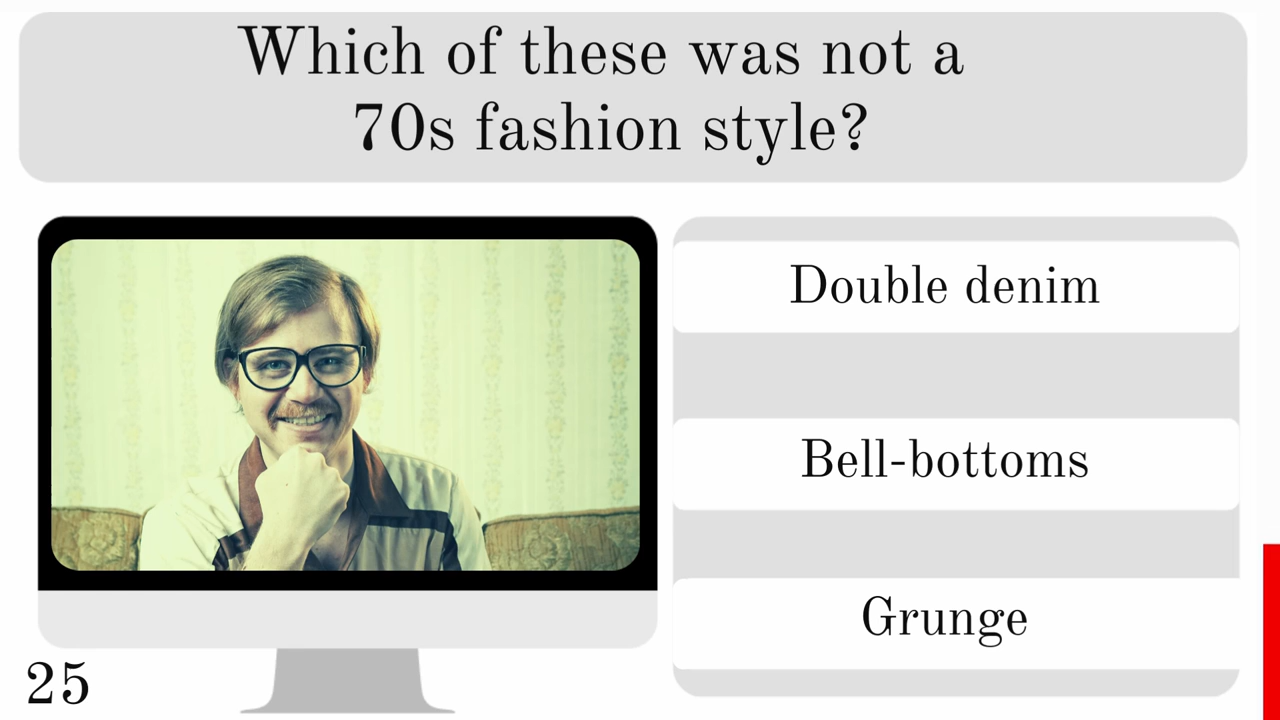 Which of these was not a
70s fashion style?
Double denim
Bell-bottoms
Grunge
25